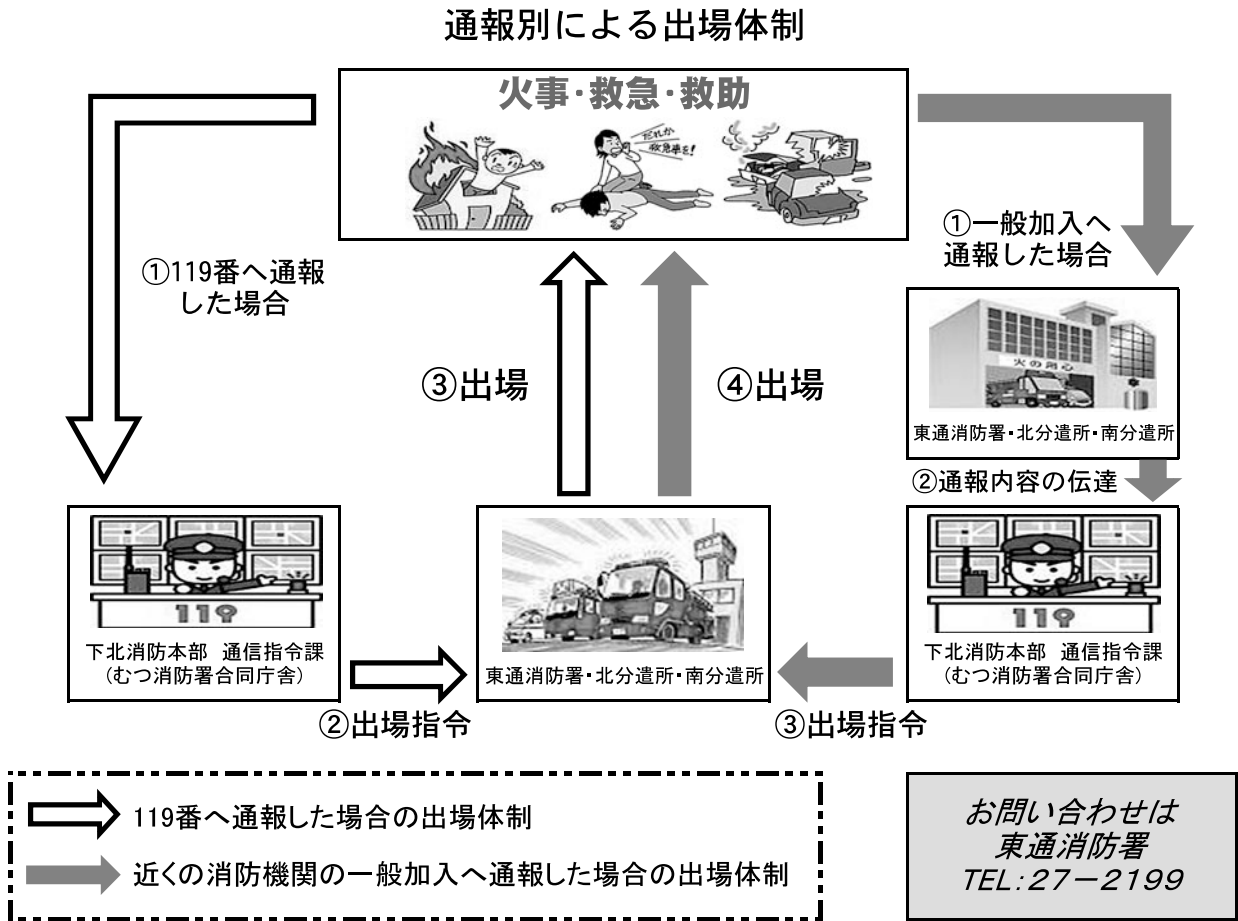 通報別による出場体制
火事・救急・救助
だれか
救急車を!
①119番へ通報
した場合
①一般加入へ
通報した場合
火の用心
東通消防署・北分遣所・南分遣所
②通報内容の伝達
③出場
④出場
119
下北消防本部 通信指令課
(むつ消防署合同庁舎)
②出場指令
東通消防署・北分遣所・南分遣所
③出場指令
119
下北消防本部 通信指令課
(むつ消防署合同庁舎)
119番へ通報した場合の出場体制
近くの消防機関の一般加入へ通報した場合の出場体制
お問い合わせは
東通消防署
TEL:27-2199